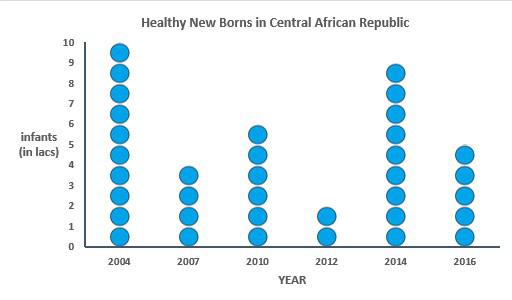 Healthy New Borns in Central African Republic
10
9
8
7
6
5
4
3
2
1
0
infants
(in lacs)
2004 2007 2010 2012 2014 2016
YEAR